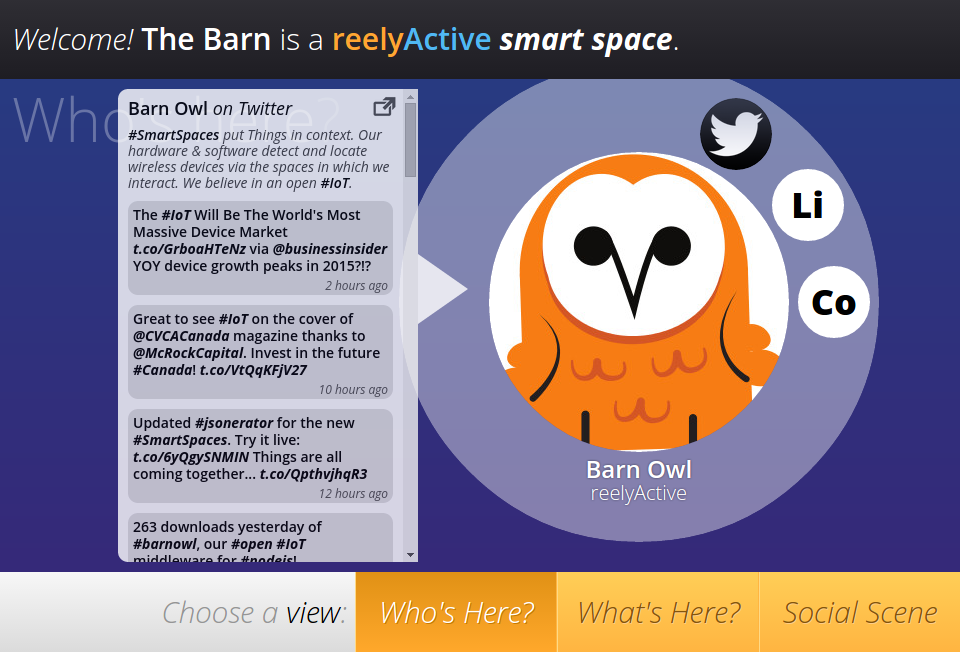 Welcome! The Barn is a reelyActive smart space.
Who's here?
Barn Owl on Twitter
#SmartSpaces put Things in context. Our
hardware & software detect and locate
wireless devices via the spaces in which we
interact. We believe in an open #IoT.
The #IoT Will Be The World's Most
Massive Device Market
t.co/GrboaHTeNz via @businessinsider
YOY device growth peaks in 2015?!?
2 hours ago
Great to see #IoT on the cover of
@CVCACanada magazine thanks to
@McRockCapital. Invest in the future
#Canada! t.co/VtQqKFjV27
10 hours ago
Updated #jsonerator for the new
#SmartSpaces. Try it live:
t.co/6yQgySNMIN Things are all
coming together... t.co/QpthvjhqR3
12 hours ago
263 downloads yesterday of
#barnowl, our #open #IoT
middleware for #nodejs!
Li
Co
Barn Owl
reelyActive
Choose a view:
Who's Here?
What's Here?
Social Scene